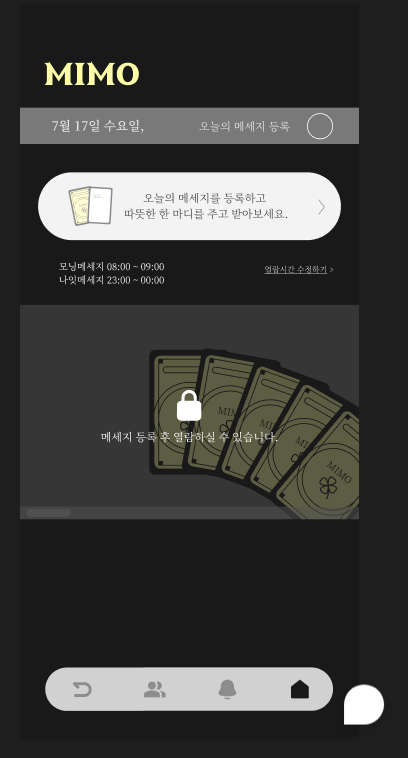 MIMO
7월 17일 수요일,
오늘의 메세지 등록
오늘의 메세지를 등록하고
따뜻한 한 마디를 주고 받아보세요.
모닝메세지 08:00 ~ 09:00
나잇메세지 23:00 ~ 00:00
열람시간 수정하기 >
메세지 등록 후 열람하실 수 있습니다.
MIMO